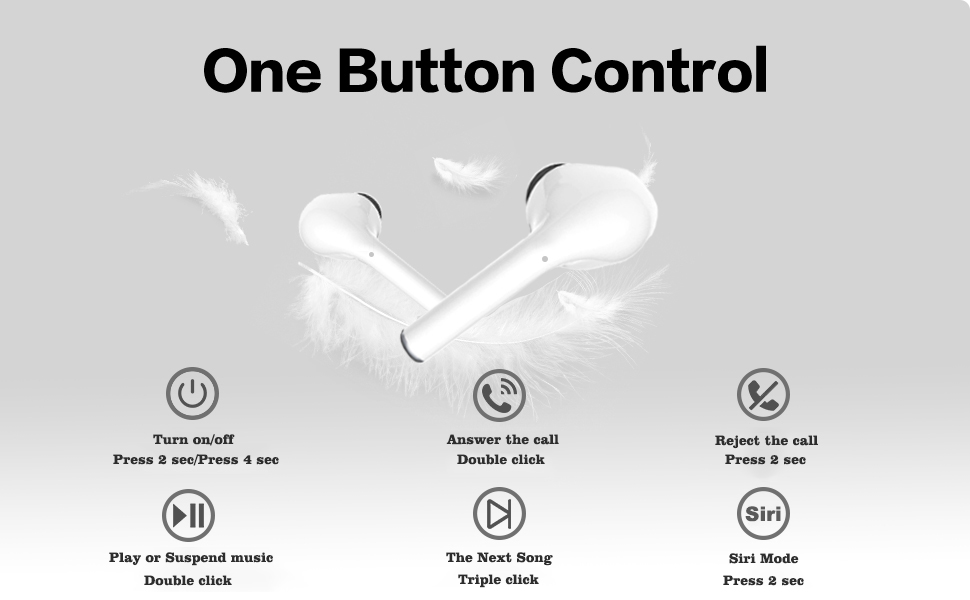 One Button Control
Turn on/off
Press 2 sec/Press 4 sec
Answer the call
Double click
Reject the call
Press 2 sec
Play or Suspend music
Double click
The Next Song
Triple click
Siri
Siri Mode
Press 2 sec